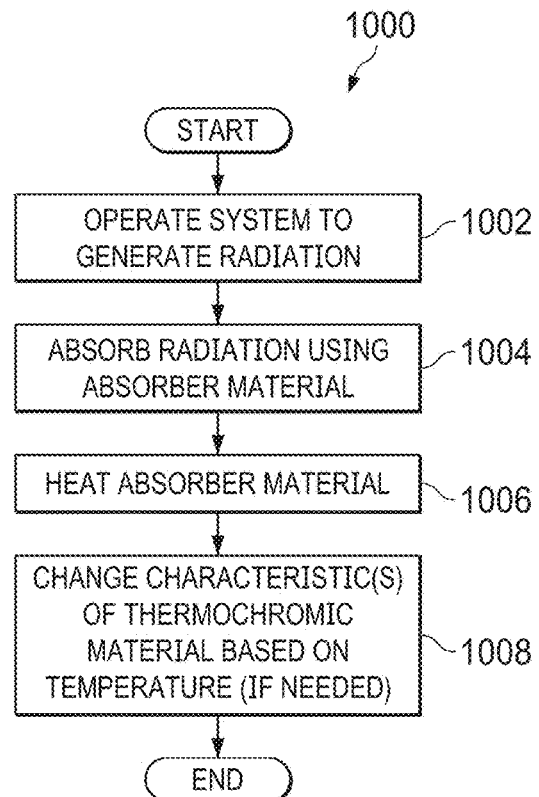 1000
START
OPERATE SYSTEM TO
GENERATE RADIATION
1002
ABSORB RADIATION USING
ABSORBER MATERIAL
1004
HEAT ABSORBER MATERIAL
1006
CHANGE CHARACTERISTIC(S)
OF THERMOCHROMIC
MATERIAL BASED ON
TEMPERATURE (IF NEEDED)
1008
END